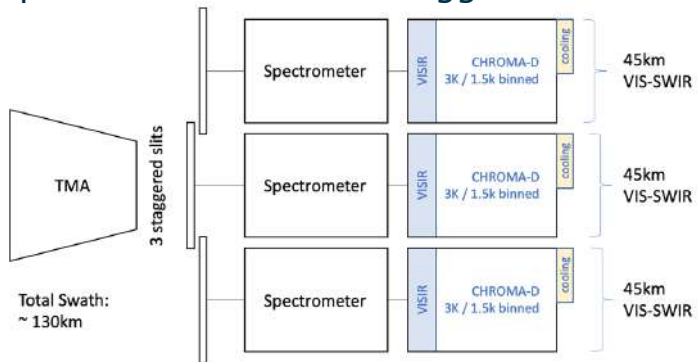 Spectrometer
VISIR
CHROMA-D
3K / 1.5k binned
cooling
45km
VIS-SWIR
TMA
3 staggered slits
Spectrometer
VISIR
CHROMA-D
3K / 1.5k binned
cooling
45km
VIS-SWIR
Total Swath:
~ 130km
Spectrometer
VISIR
CHROMA-D
3K / 1.5k binned
cooling
45km
VIS-SWIR